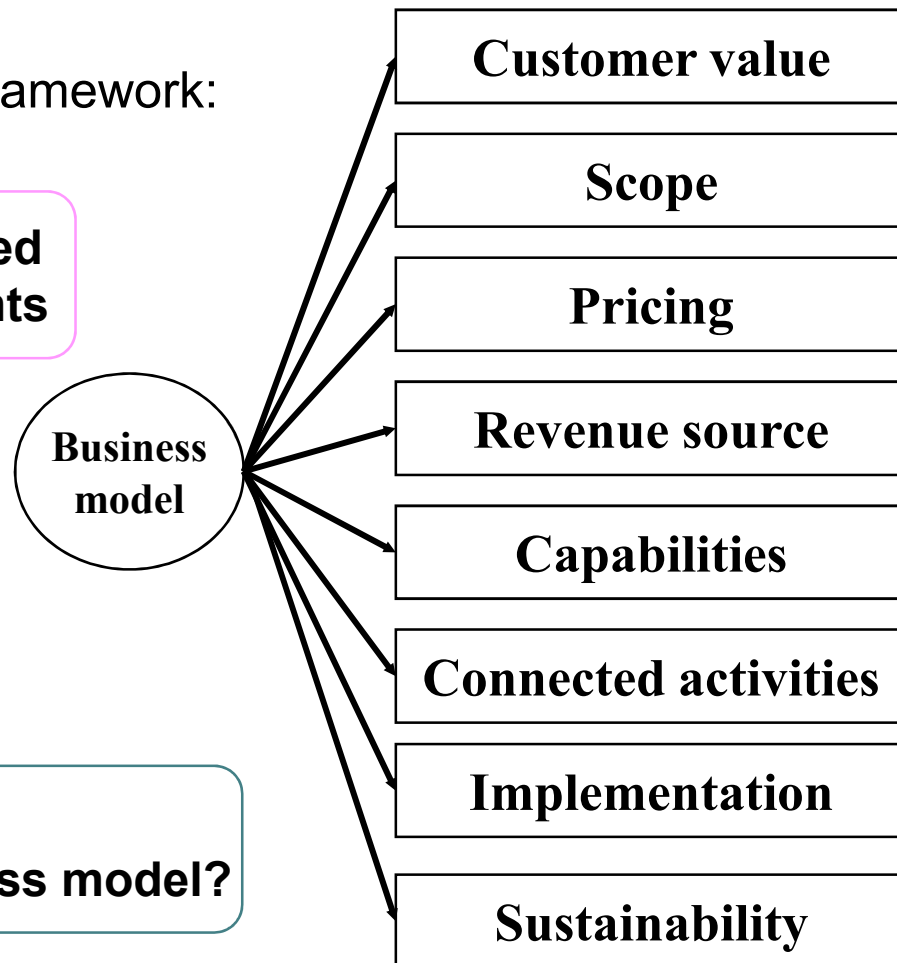 amework:
ed
nts
Business
model
ss model?
Customer value
Scope
Pricing
Revenue source
Capabilities
Connected activities
Implementation
Sustainability